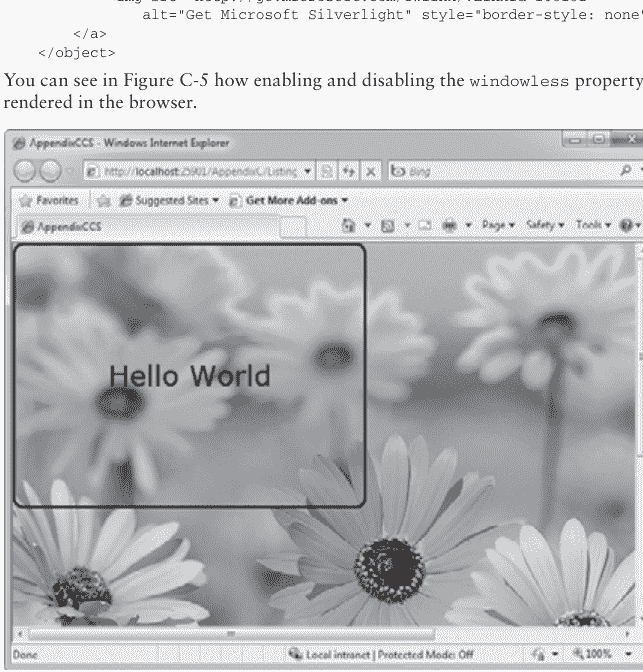 alt="Get Microsoft Silverlight" style="border-style: none"
</a>
</object>
You can see in Figure C-5 how enabling and disabling the windowless property
rendered in the browser.
AppendixCCS - Windows Internet Explorer
http://localhost:25901/AppendixC/Listing
Bing
Favorites Suggested Sites Get More Add-ons
AppendixCCS
Page Safety Tools
Hello World
Done Local intranet | Protected Mode: Off 100%